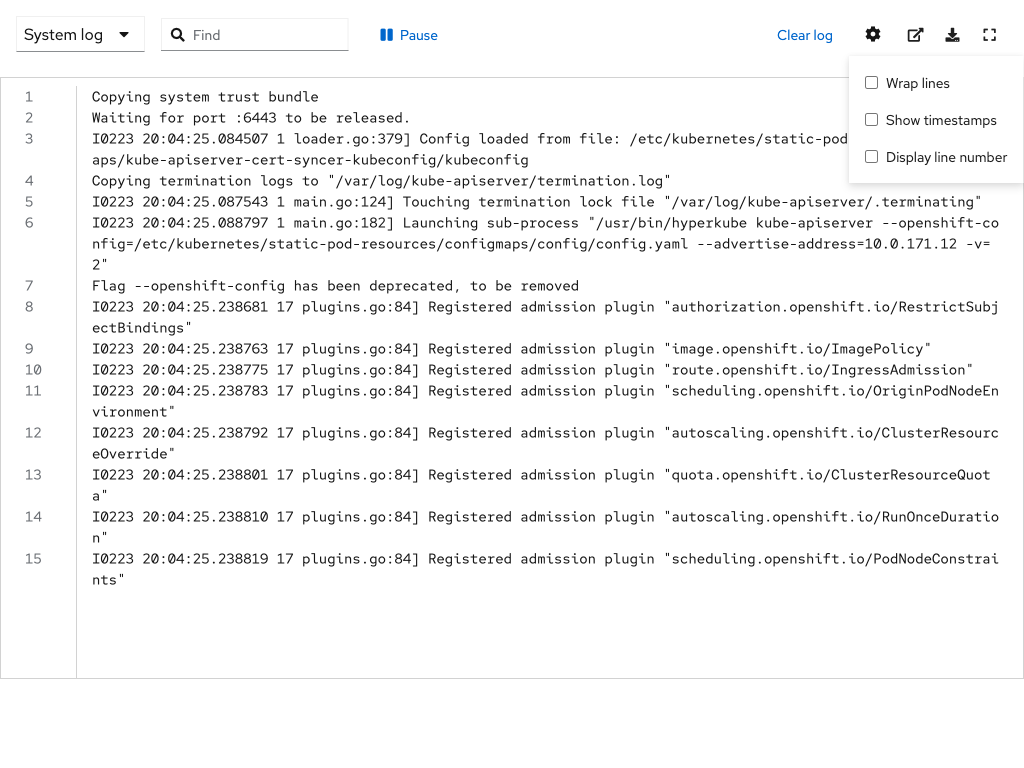 System log
Find
Pause
Clear log
Wrap lines
Show timestamps
Display line number
1 Copying system trust bundle
2 Waiting for port :6443 to be released.
3 I0223 20:04:25.084507 1 loader.go:379] Config loaded from file: /etc/kubernetes/static-pod
aps/kube-apiserver-cert-syncer-kubeconfig/kubeconfig
4 Copying termination logs to "/var/log/kube-apiserver/termination.log"
5 I0223 20:04:25.087543 1 main.go:124] Touching termination lock file "/var/log/kube-apiserver/.terminating"
6 I0223 20:04:25.088797 1 main.go:182] Launching sub-process "/usr/bin/hyperkube kube-apiserver --openshift-co
nfig=/etc/kubernetes/static-pod-resources/configmaps/config/config.yaml --advertise-address=10.0.171.12 -v=
2"
7 Flag --openshift-config has been deprecated, to be removed
8 I0223 20:04:25.238681 17 plugins.go:84] Registered admission plugin "authorization.openshift.io/RestrictSubj
ectBindings"
9 I0223 20:04:25.238763 17 plugins.go:84] Registered admission plugin "image.openshift.io/ImagePolicy"
10 I0223 20:04:25.238775 17 plugins.go:84] Registered admission plugin "route.openshift.io/IngressAdmission"
11 I0223 20:04:25.238783 17 plugins.go:84] Registered admission plugin "scheduling.openshift.io/OriginPodNodeEn
vironment"
12 I0223 20:04:25.238792 17 plugins.go:84] Registered admission plugin "autoscaling.openshift.io/ClusterResourc
eOverride"
13 I0223 20:04:25.238801 17 plugins.go:84] Registered admission plugin "quota.openshift.io/ClusterResourceQuot
a"
14 I0223 20:04:25.238810 17 plugins.go:84] Registered admission plugin "autoscaling.openshift.io/RunOnceDuratio
n"
15 I0223 20:04:25.238819 17 plugins.go:84] Registered admission plugin "scheduling.openshift.io/PodNodeConstrai
nts"